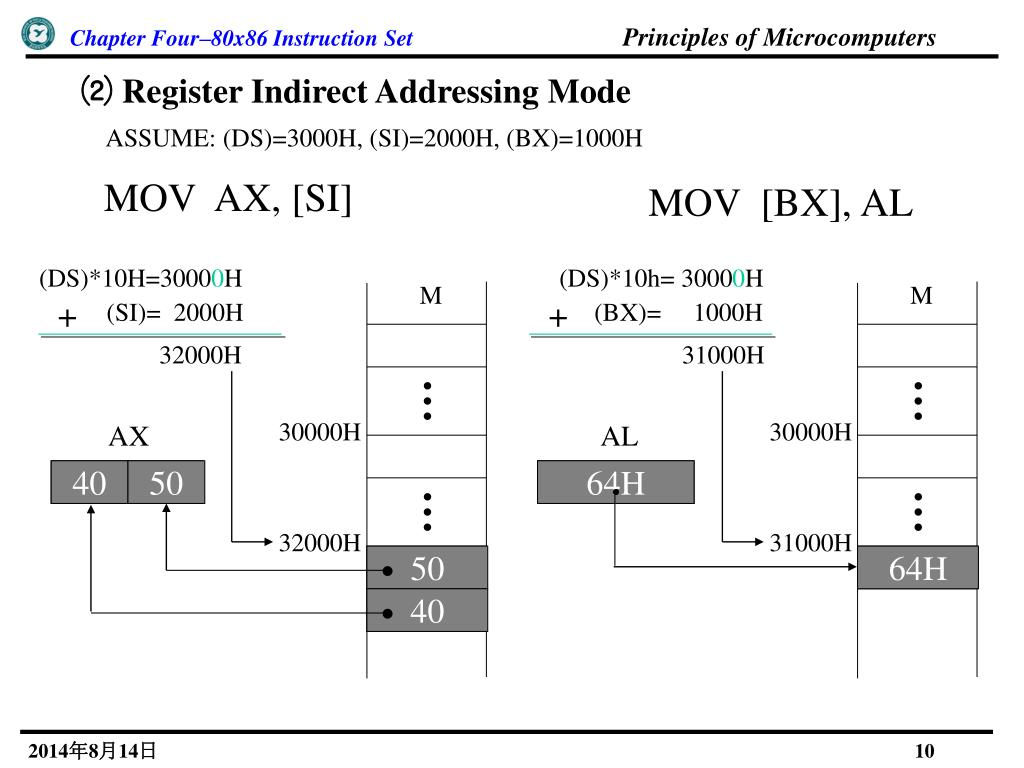 Chapter Four–80x86 Instruction Set
Principles of Microcomputers
⑵ Register Indirect Addressing Mode
ASSUME: (DS)=3000H, (SI)=2000H, (BX)=1000H
MOV AX, [SI]
MOV [BX], AL
(DS)*10H=30000H
+ (SI)= 2000H
32000H
M
30000H
AX
40 50
32000H
50
40
(DS)*10h= 30000H
+ (BX)= 1000H
31000H
M
30000H
AL
64H
31000H
64H
2014年8月14日
10